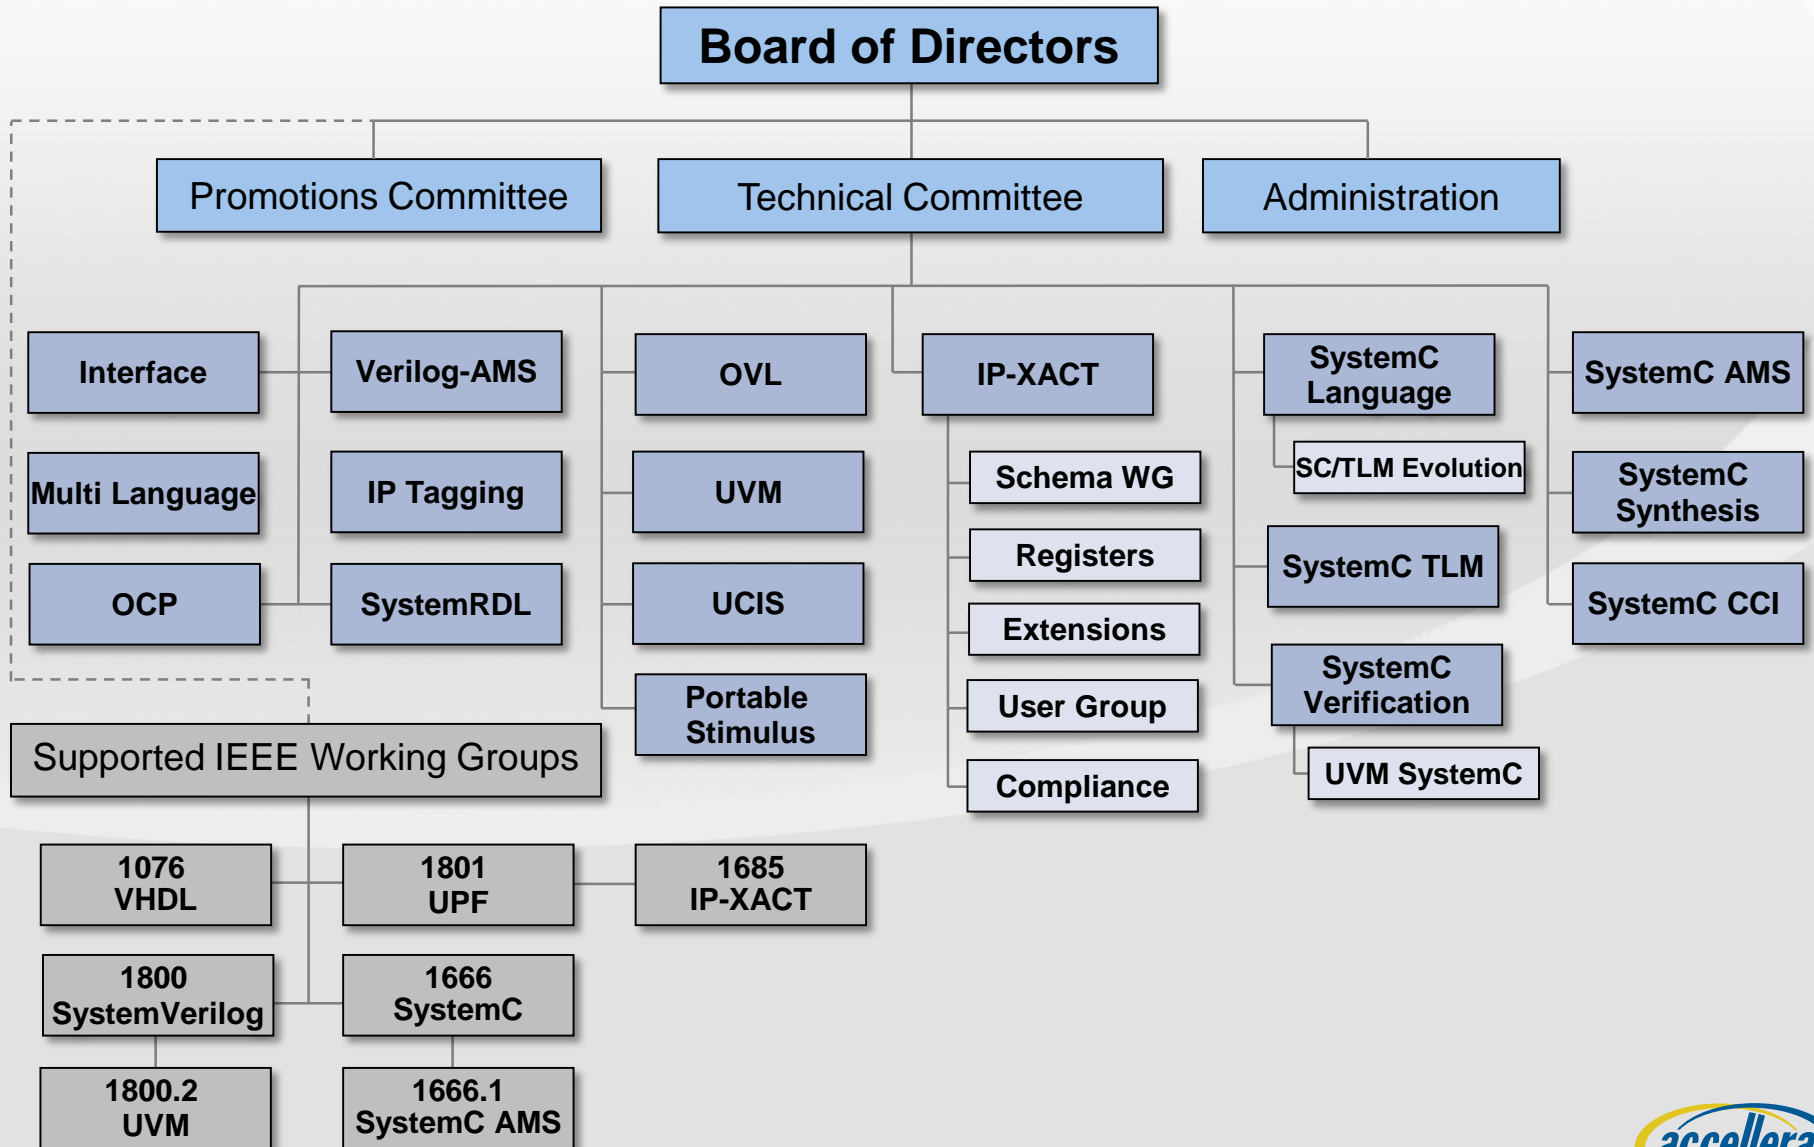 Board of Directors
Promotions Committee
Technical Committee
Administration
Interface
Verilog-AMS
OVL
IP-XACT
SystemC
Language
SystemC AMS
Multi Language
IP Tagging
UVM
Schema WG
SC/TLM Evolution
SystemC
Synthesis
OCP
SystemRDL
UCIS
Registers
SystemC TLM
SystemC CCI
Extensions
Portable
Stimulus
User Group
SystemC
Verification
Compliance
UVM SystemC
Supported IEEE Working Groups
1076
VHDL
1801
UPF
1685
IP-XACT
1800
SystemVerilog
1666
SystemC
1800.2
UVM
1666.1
SystemC AMS
accellera